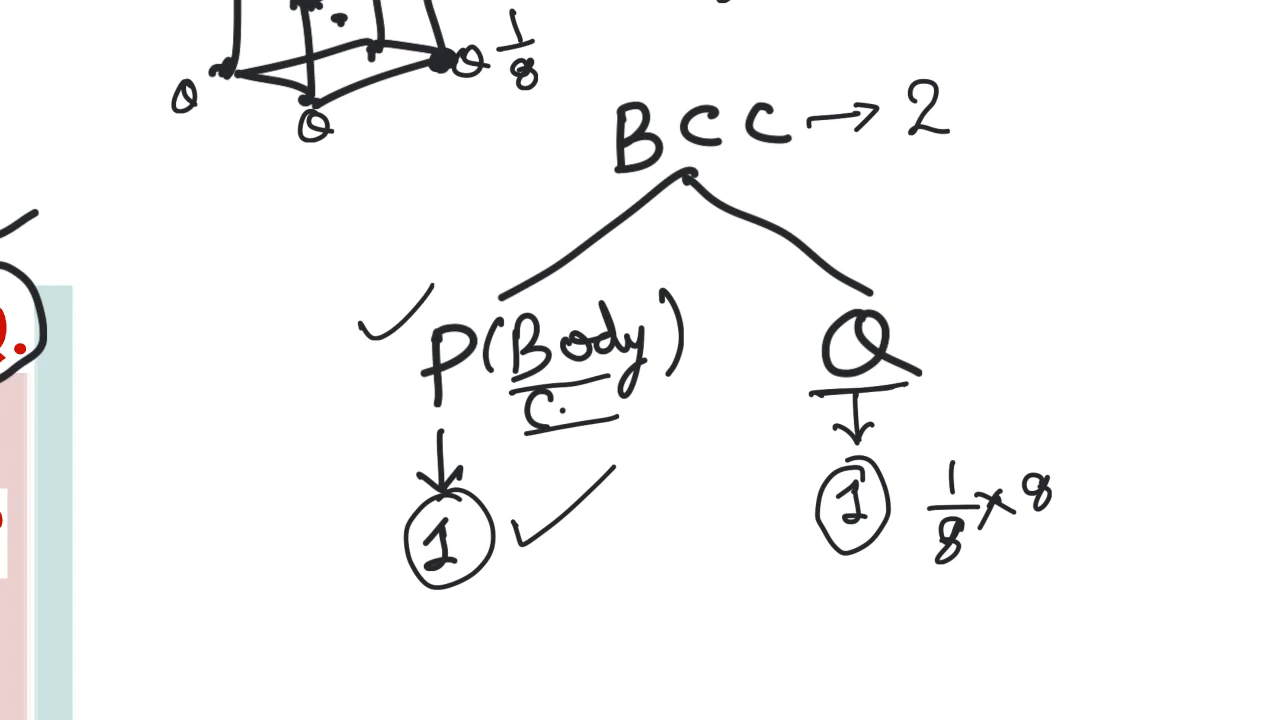 Q
Q
Q 1/8
BCC → 2
P (Body C.)
Q
1
1 1/8 × 8
Q.